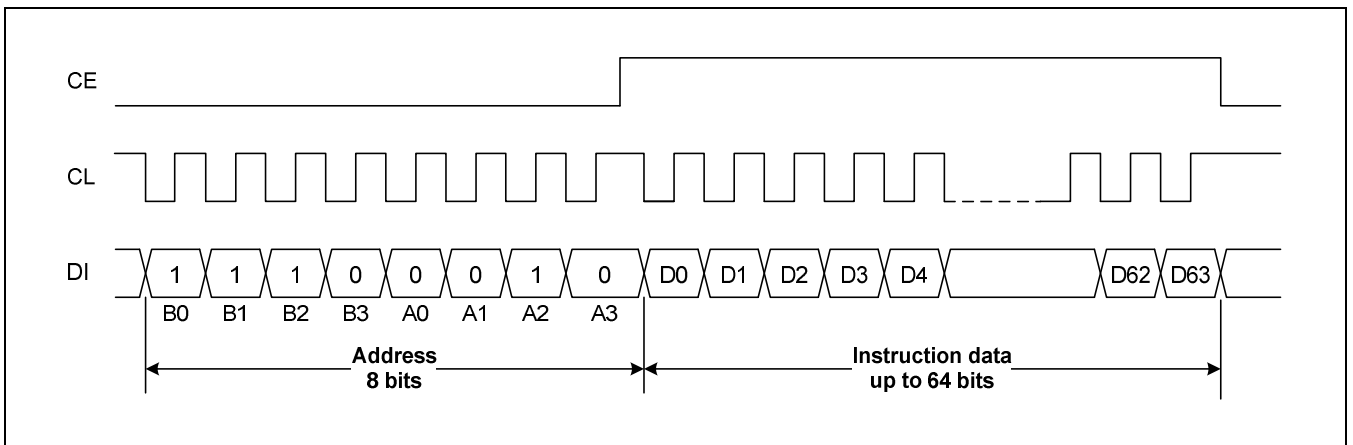 CE
CL
DI 1 1 1 0 0 0 1 0 D0 D1 D2 D3 D4 D62 D63
B0 B1 B2 B3 A0 A1 A2 A3
Address
8 bits
Instruction data
up to 64 bits